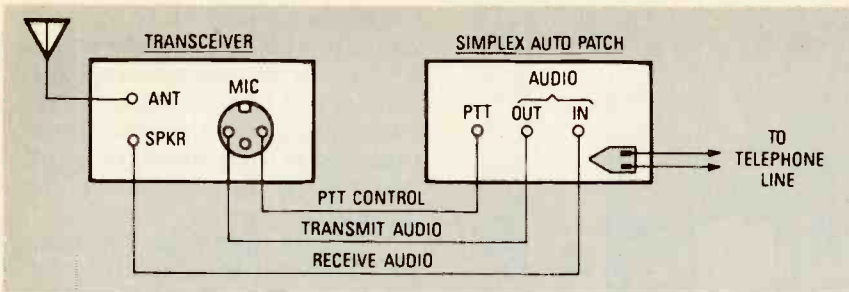 TRANSCEIVER
ANT
MIC
SPKR
SIMPLEX AUTO PATCH
AUDIO
PTT
OUT
IN
TO
TELEPHONE
LINE
PTT CONTROL
TRANSMIT AUDIO
RECEIVE AUDIO